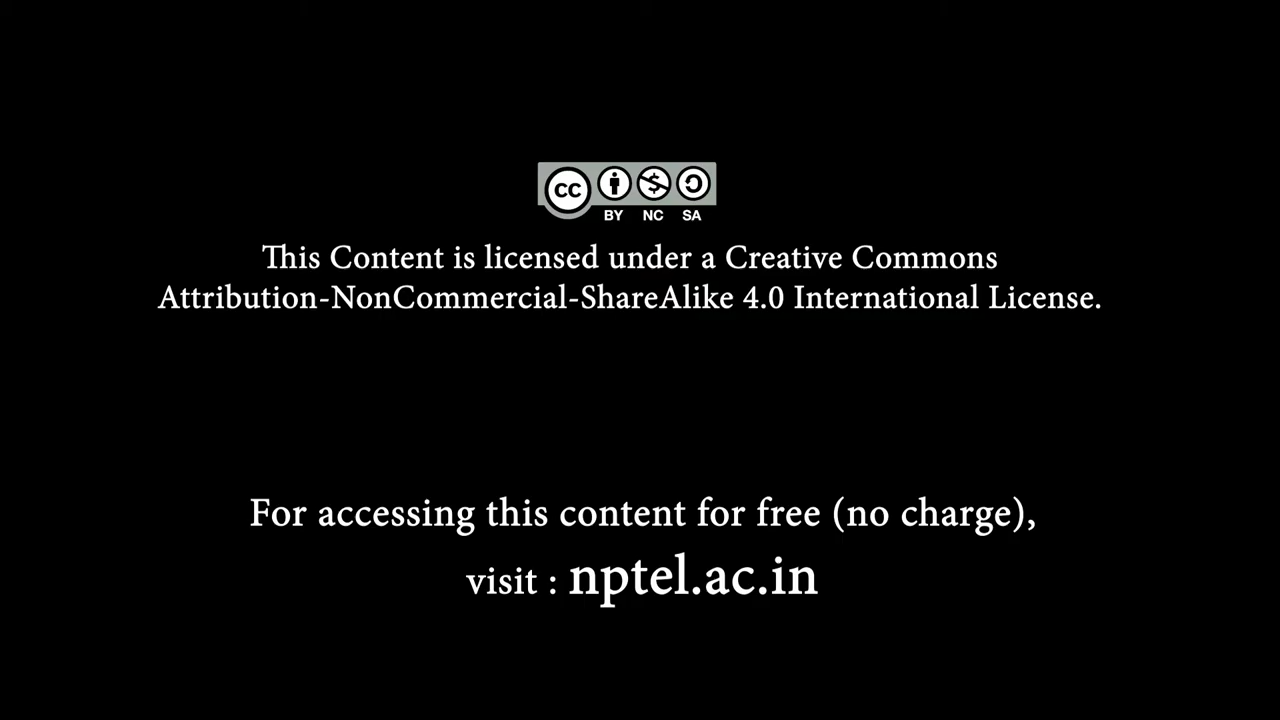 cc
BY NC SA
This Content is licensed under a Creative Commons
Attribution-NonCommercial-ShareAlike 4.0 International License.
For accessing this content for free (no charge),
visit : nptel.ac.in